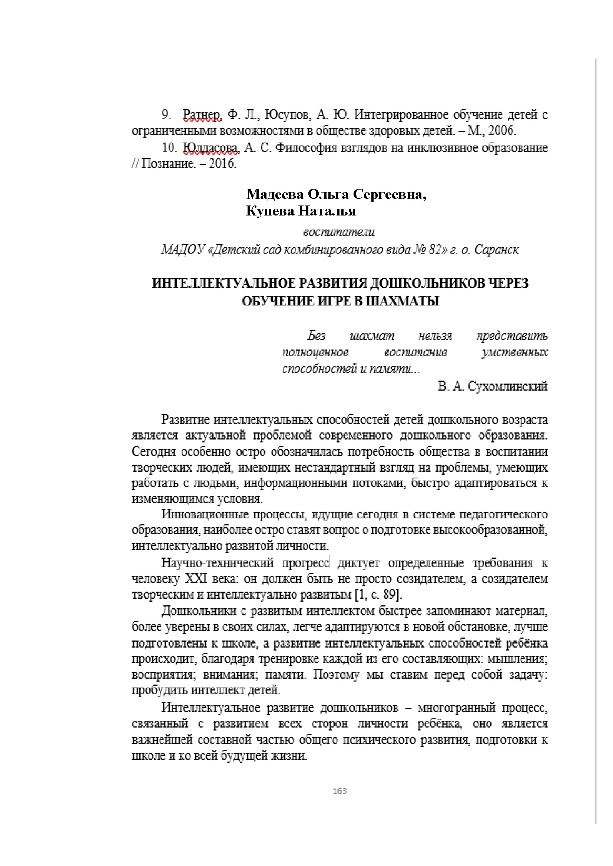 9. Ратнер, Ф. Л., Юсупов, А. Ю. Интегрированное обучение детей с
ограниченными возможностями в обществе здоровых детей. – М., 2006.
10. Юлдасова, А. С. Философия взглядов на инклюзивное образование
// Познание. – 2016.
Мадеева Ольга Сергеевна,
Купева Наталья
воспитатели
МАДОУ «Детский сад комбинированного вида № 82» г. о. Саранск
ИНТЕЛЛЕКТУАЛЬНОЕ РАЗВИТИЯ ДОШКОЛЬНИКОВ ЧЕРЕЗ
ОБУЧЕНИЕ ИГРЕ В ШАХМАТЫ
Без шахмат нельзя представить
полноценное воспитание умственных
способностей и памяти...
В. А. Сухомлинский
Развитие интеллектуальных способностей детей дошкольного возраста
является актуальной проблемой современного дошкольного образования.
Сегодня особенно остро обозначилась потребность общества в воспитании
творческих людей, имеющих нестандартный взгляд на проблемы, умеющих
работать с людьми, информационными потоками, быстро адаптироваться к
изменяющимся условия.
Инновационные процессы, идущие сегодня в системе педагогического
образования, наиболее остро ставят вопрос о подготовке высокообразованной,
интеллектуально развитой личности.
Научно-технический прогресс диктует определенные требования к
человеку XXI века: он должен быть не просто созидателем, а созидателем
творческим и интеллектуально развитым [1, с. 89].
Дошкольники с развитым интеллектом быстрее запоминают материал,
более уверены в своих силах, легче адаптируются в новой обстановке, лучше
подготовлены к школе, а развитие интеллектуальных способностей ребёнка
происходит, благодаря тренировке каждой из его составляющих: мышления;
восприятия; внимания; памяти. Поэтому мы ставим перед собой задачу:
пробудить интеллект детей.
Интеллектуальное развитие дошкольников – многогранный процесс,
связанный с развитием всех сторон личности ребёнка, оно является
важнейшей составной частью общего психического развития, подготовки к
школе и ко всей будущей жизни.
163